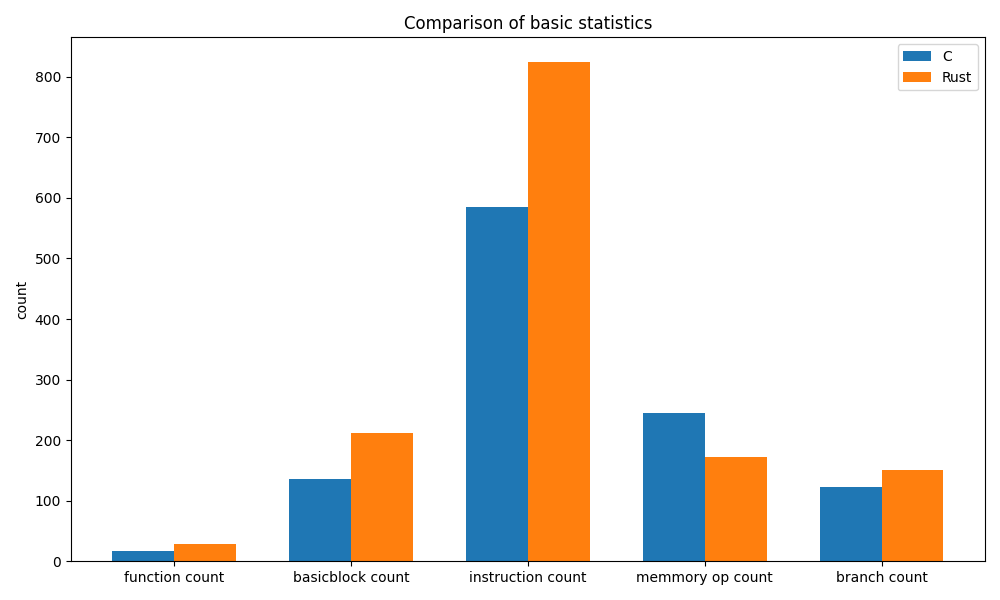 Comparison of basic statistics
C
Rust
count
800
700
600
500
400
300
200
100
0
function count
basicblock count
instruction count
memmory op count
branch count